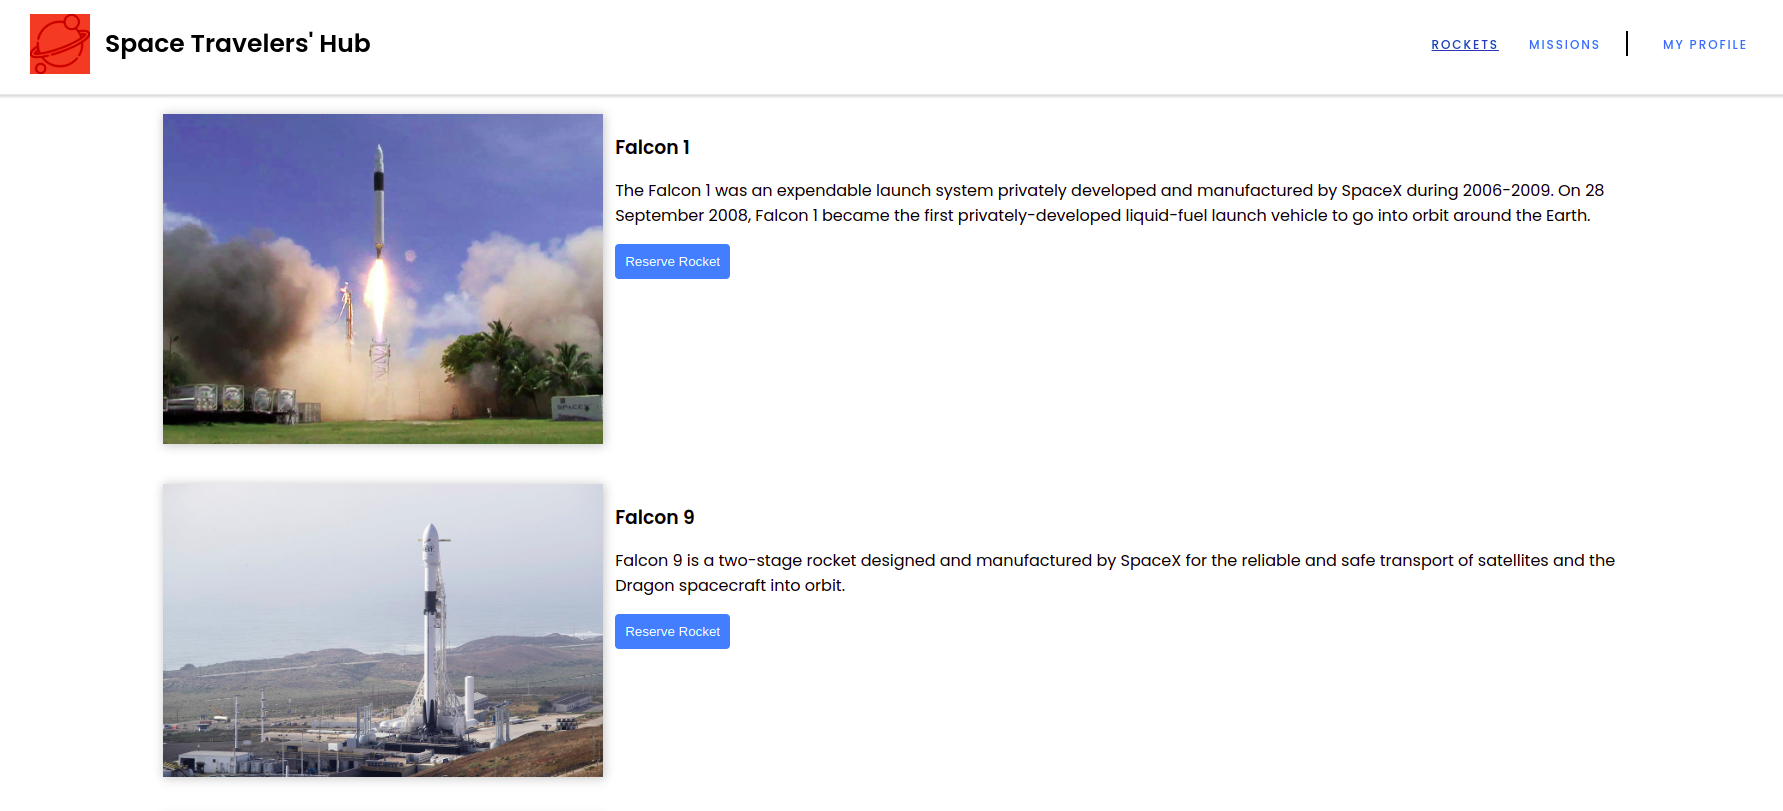 Space Travelers' Hub
ROCKETS
MISSIONS
MY PROFILE
Falcon 1
The Falcon 1 was an expendable launch system privately developed and manufactured by SpaceX during 2006-2009. On 28
September 2008, Falcon 1 became the first privately-developed liquid-fuel launch vehicle to go into orbit around the Earth.
Reserve Rocket
SPACEX
Falcon 9
Falcon 9 is a two-stage rocket designed and manufactured by SpaceX for the reliable and safe transport of satellites and the
Dragon spacecraft into orbit.
Reserve Rocket